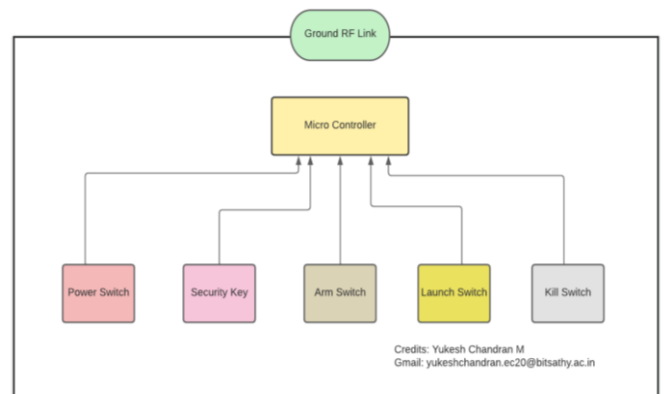 Ground RF Link
Micro Controller
Power Switch
Security Key
Arm Switch
Launch Switch
Kill Switch
Credits: Yukesh Chandran M
Gmail: yukeshchandran.ec20@bitsathy.ac.in